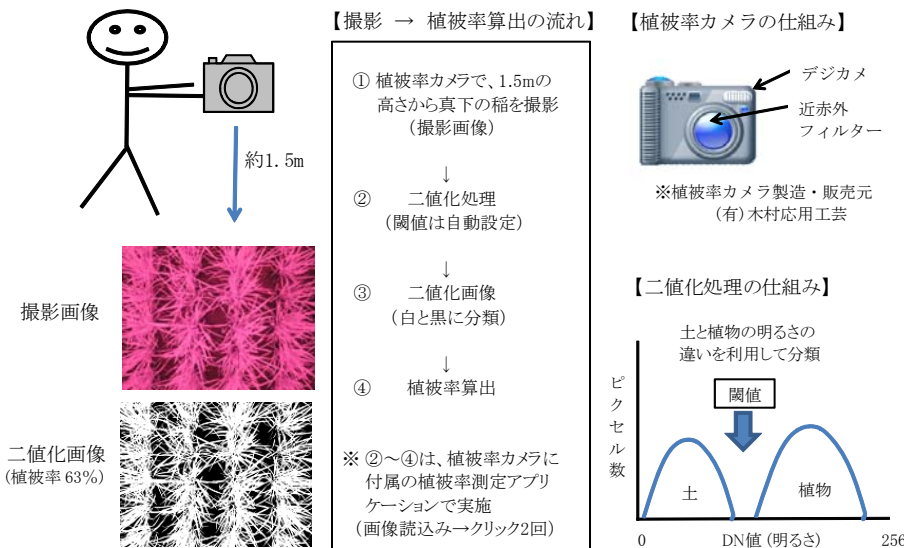 約1.5m
撮影画像
二値化画像
(植被率 63%)
【撮影 → 植被率算出の流れ】
① 植被率カメラで、1.5mの
高さから真下の稲を撮影
(撮影画像)
↓
② 二値化処理
(閾値は自動設定)
↓
③ 二値化画像
(白と黒に分類)
↓
④ 植被率算出
※ ②～④は、植被率カメラに
付属の植被率測定アプリ
ケーションで実施
(画像読込み→クリック2回)
【植被率カメラの仕組み】
デジカメ
近赤外
フィルター
※植被率カメラ製造・販売元
(有)木村応用工芸
【二値化処理の仕組み】
土と植物の明るさの
違いを利用して分類
閾値
ピクセル数
土
植物
0 DN値 (明るさ) 256